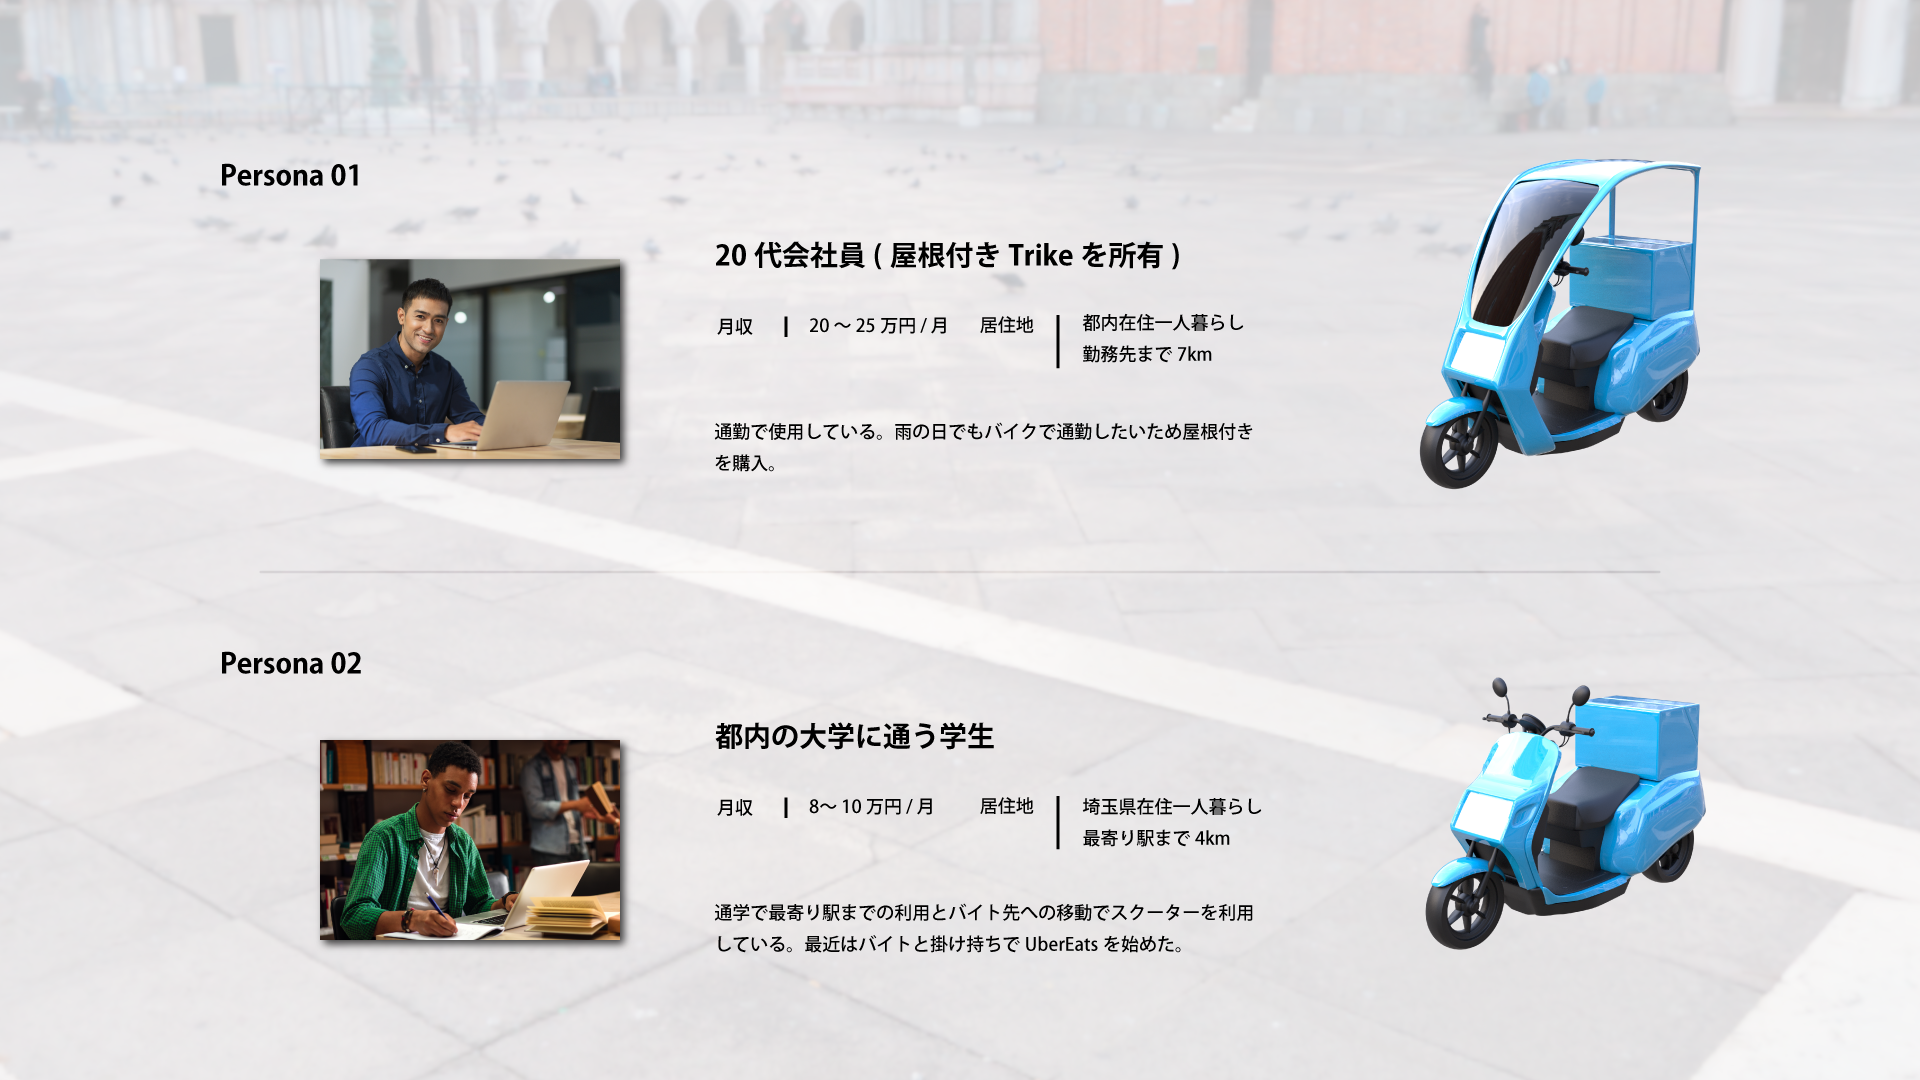 Persona 01
20 代会社員 ( 屋根付き Trike を所有 )
月収
20 〜 25 万円 / 月
居住地
都内在住一人暮らし
勤務先まで 7km
通勤で使用している。雨の日でもバイクで通勤したいため屋根付き
を購入。
Persona 02
都内の大学に通う学生
月収
8〜 10 万円 / 月
居住地
埼玉県在住一人暮らし
最寄り駅まで 4km
通学で最寄り駅までの利用とバイト先への移動でスクーターを利用
している。最近はバイトと掛け持ちで UberEats を始めた。